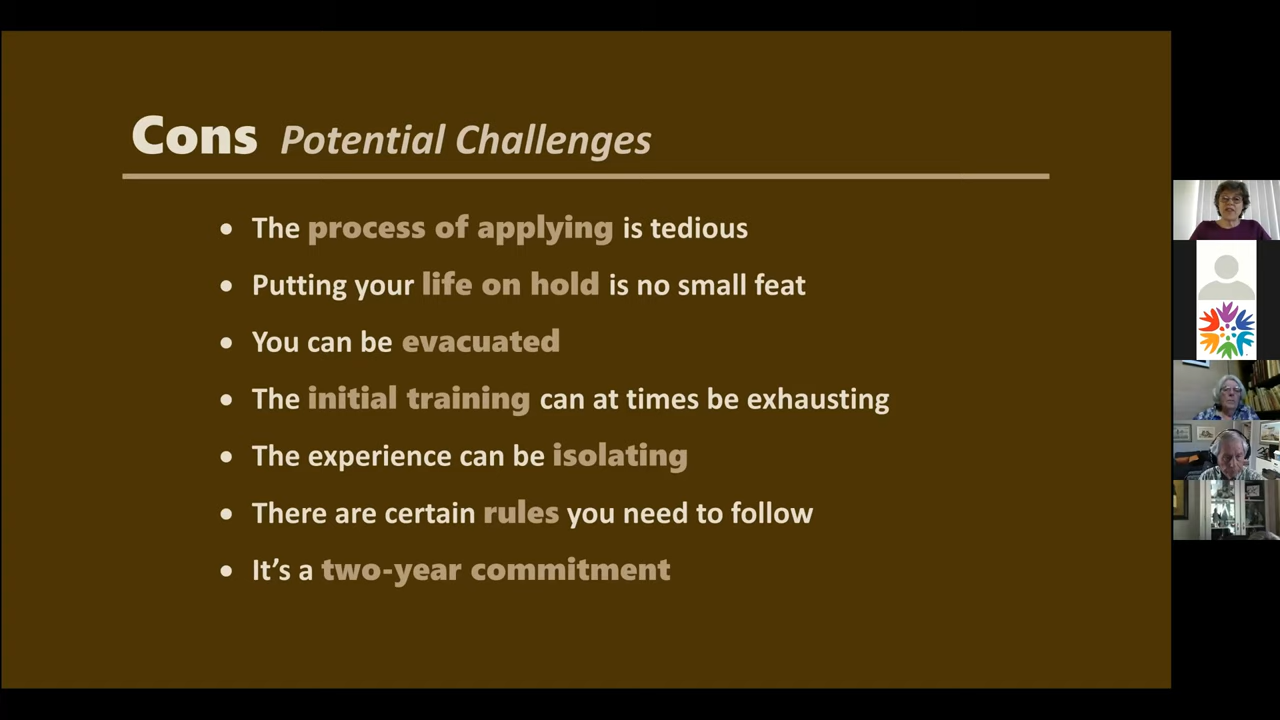 Cons Potential Challenges
• The process of applying is tedious
• Putting your life on hold is no small feat
• You can be evacuated
• The initial training can at times be exhausting
• The experience can be isolating
• There are certain rules you need to follow
• It's a two-year commitment